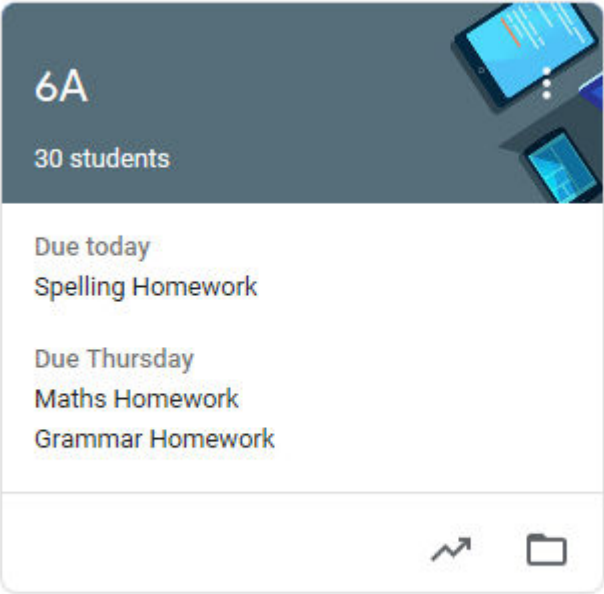 6A
30 students
Due today
Spelling Homework
Due Thursday
Maths Homework
Grammar Homework